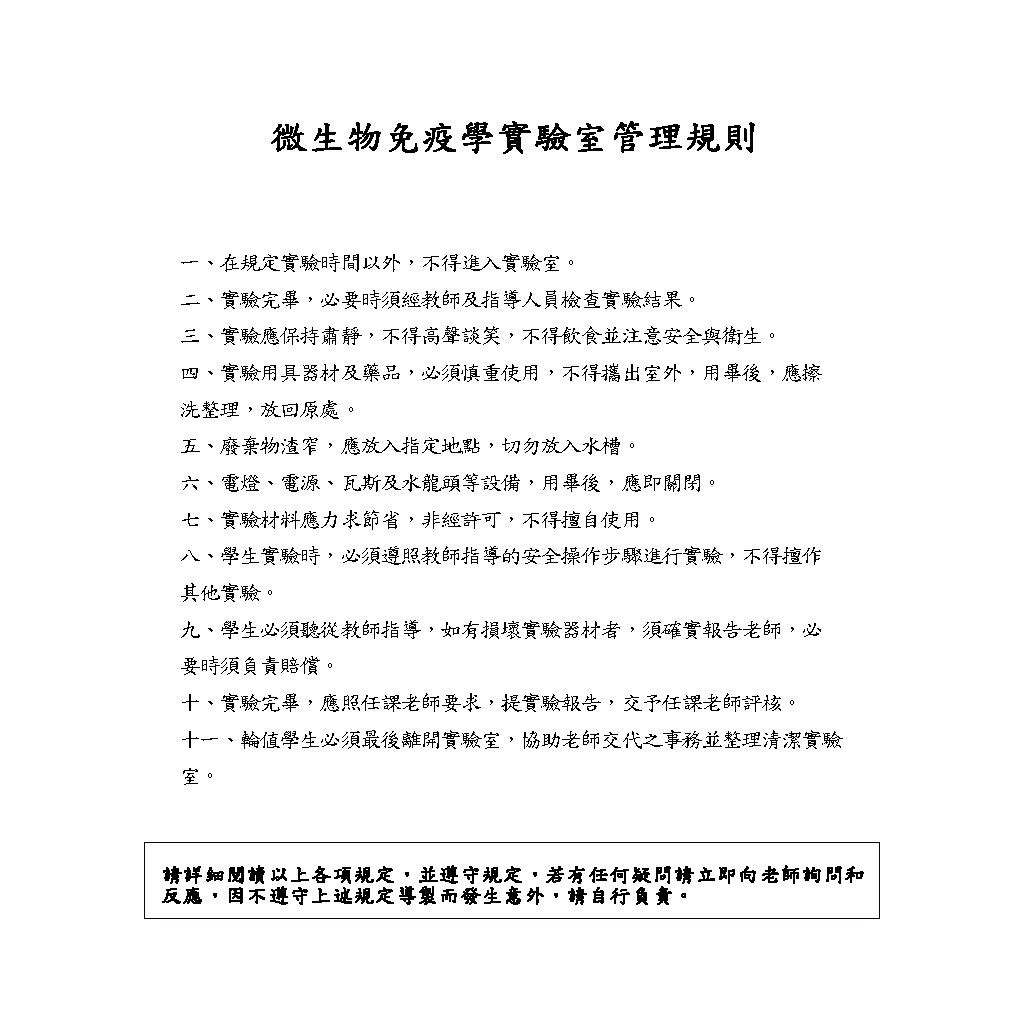 微生物免疫學實驗室管理規則
一、在規定實驗時間以外，不得進入實驗室。
二、實驗完畢，必要時須經教師及指導人員檢查實驗結果。
三、實驗應保持肅靜，不得高聲談笑，不得飲食並注意安全與衛生。
四、實驗用具器材及藥品，必須慎重使用，不得攜出室外，用畢後，應擦
洗整理，放回原處。
五、廢棄物渣窄，應放入指定地點，切勿放入水槽。
六、電燈、電源、瓦斯及水龍頭等設備，用畢後，應即關閉。
七、實驗材料應力求節省，非經許可，不得擅自使用。
八、學生實驗時，必須遵照教師指導的安全操作步驟進行實驗，不得擅作
其他實驗。
九、學生必須聽從教師指導，如有損壞實驗器材者，須確實報告老師，必
要時須負責賠償。
十、實驗完畢，應照任課老師要求，提實驗報告，交予任課老師評核。
十一、輪值學生必須最後離開實驗室，協助老師交代之事務並整理清潔實驗
室。
請詳細閱讀以上各項規定，並遵守規定，若有任何疑問請立即向老師詢問和
反應，因不遵守上述規定導製而發生意外，請自行負責。